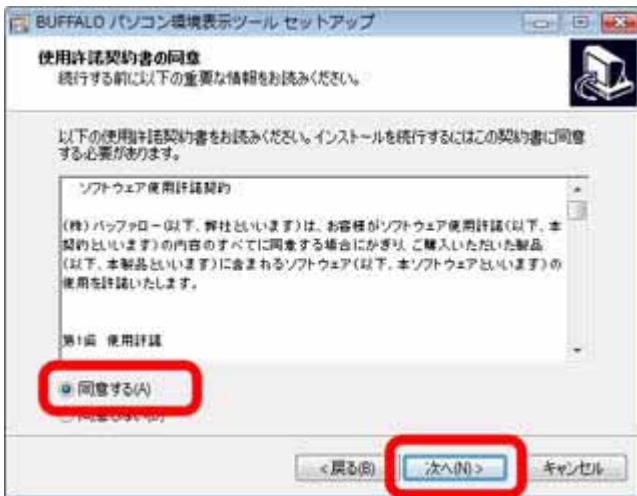 BUFFALO パソコン環境表示ツール セットアップ
使用許諾契約書の同意
続行する前に以下の重要な情報をお読みください。
以下の使用許諾契約書をお読みください。インストールを続行するにはこの契約書に同意
する必要があります。
ソフトウェア使用許諾契約
(株)バッファロー(以下、弊社といいます)は、お客様がソフトウェア使用許諾(以下、本
契約といいます)の内容のすべてに同意する場合にかぎり、ご購入いただいた製品
(以下、本製品といいます)に含まれるソフトウェア(以下、本ソフトウェアといいます)の
使用を許諾いたします。
第1条 使用許諾
同意する(A)
<戻る(B)
次へ(N)>
キャンセル